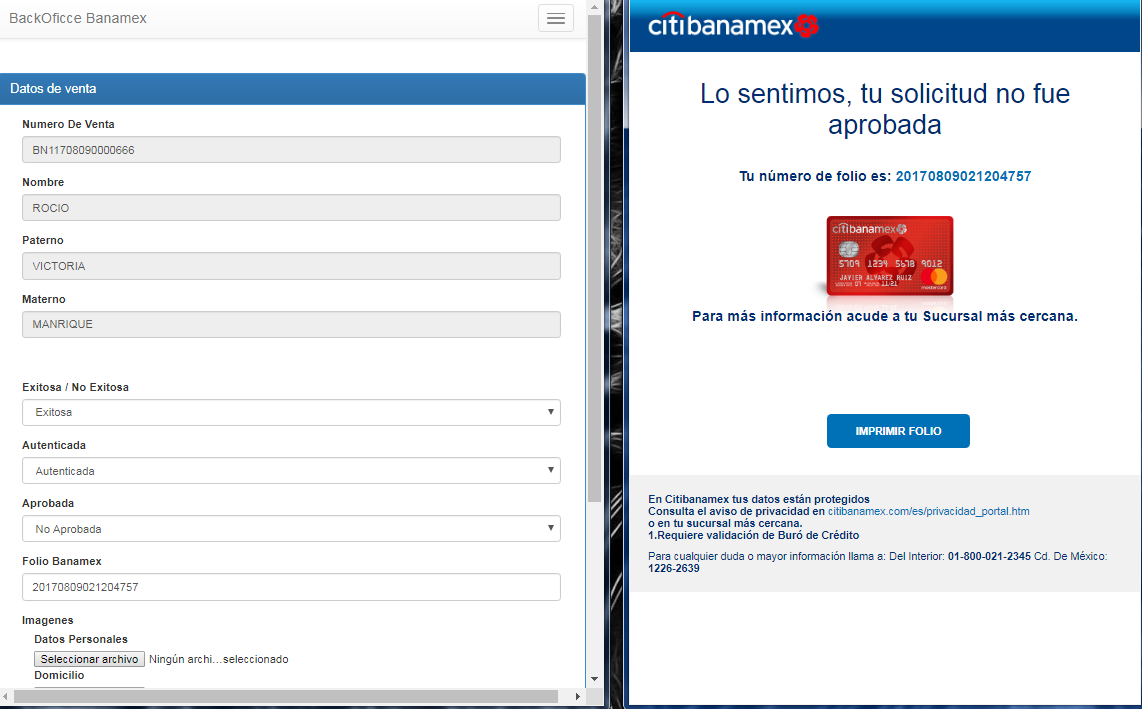 BackOficce Banamex
Datos de venta
Numero De Venta
BN11708090000666
Nombre
ROCIO
Paterno
VICTORIA
Materno
MANRIQUE
Exitosa / No Exitosa
Exitosa
Autenticada
Autenticada
Aprobada
No Aprobada
Folio Banamex
20170809021204757
Imagenes
Datos Personales
Seleccionar archivo Ningún archi...seleccionado
Domicilio
citibanamex
Lo sentimos, tu solicitud no fue
aprobada
Tu número de folio es: 20170809021204757
citibanamex
5709 1234 5678 9012
JAVIER ALVAREZ RUIZ
07 11/21
mastercard
Para más información acude a tu Sucursal más cercana.
IMPRIMIR FOLIO
En Citibanamex tus datos están protegidos
Consulta el aviso de privacidad en citibanamex.com/es/privacidad_portal.htm
o en tu sucursal más cercana.
1.Requiere validación de Buró de Crédito
Para cualquier duda o mayor información llama a: Del Interior: 01-800-021-2345 Cd. De México:
1226-2639